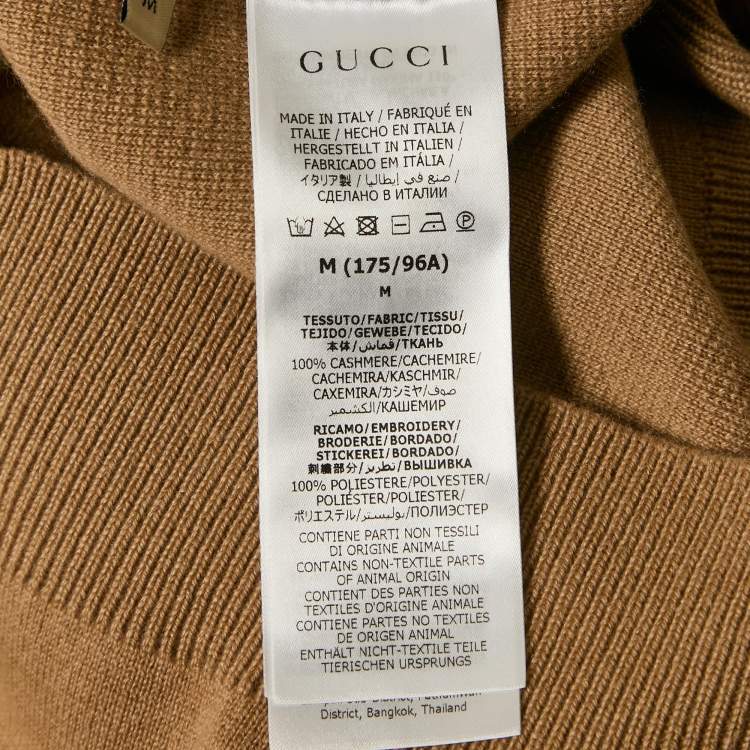 M
GUCCI
MADE IN ITALY / FABRIQUÉ EN
ITALIE / HECHO EN ITALIA /
HERGESTELLT IN ITALIEN /
FABRICADO EM ITÁLIA /
イタリア製 / صنع في إيطاليا /
СДЕЛАНО В ИТАЛИИ
P
M (175/96A)
M
TESSUTO/FABRIC/TISSU/
TEJIDO/GEWEBE/TECIDO/
本体/قماش/ТКАНЬ
100% CASHMERE/CACHEMIRE/
CACHEMIRA/KASCHMIR/
CAXEMIRA/カシミヤ/صوف
الكشمير/КАШЕМИР
RICAMO/EMBROIDERY/
BRODERIE/BORDADO/
STICKEREI/BORDADO/
刺繍部分/تطريز/ВЫШИВКА
100% POLIESTERE/POLYESTER/
POLIÉSTER/POLIESTER/
ポリエステル/بوليستر/ПОЛИЭСТЕР
CONTIENE PARTI NON TESSILI
DI ORIGINE ANIMALE
CONTAINS NON-TEXTILE PARTS
OF ANIMAL ORIGIN
CONTIENT DES PARTIES NON
TEXTILES D'ORIGINE ANIMALE
CONTIENE PARTES NO TEXTILES
DE ORIGEN ANIMAL
ENTHÄLT NICHT-TEXTILE TEILE
TIERISCHEN URSPRUNGS
District,
District, Bangkok, Thailand